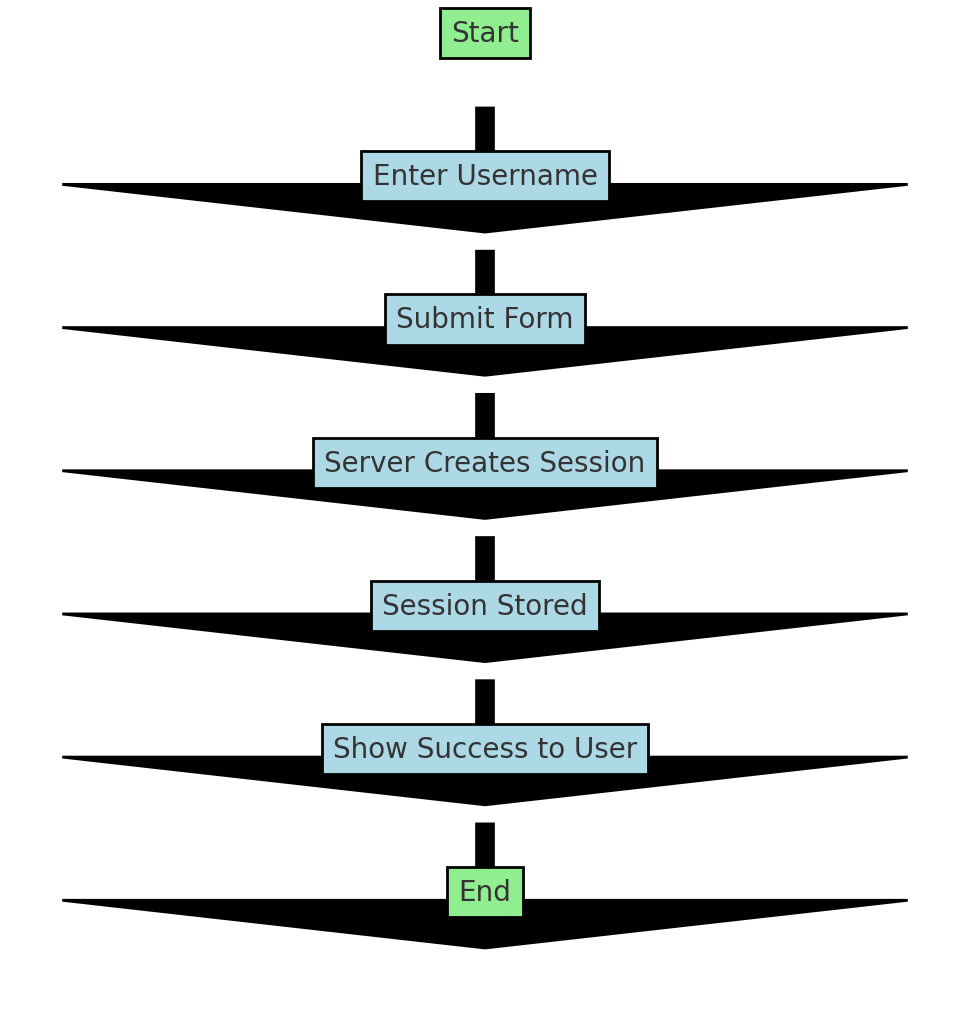 Start
Enter Username
Submit Form
Server Creates Session
Session Stored
Show Success to User
End